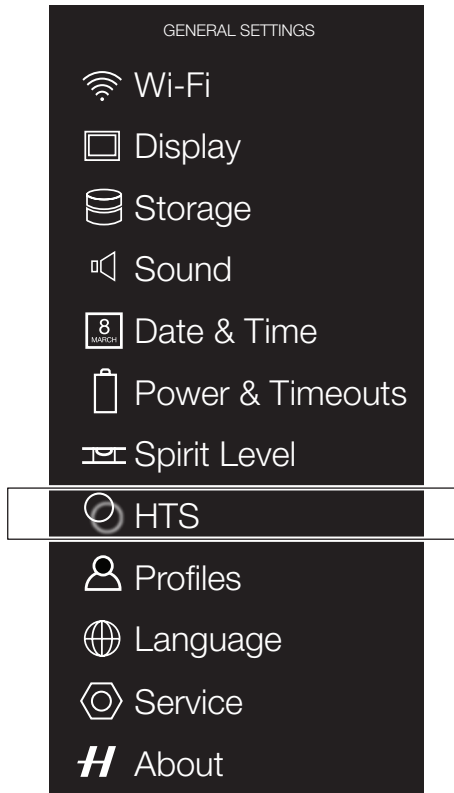 GENERAL SETTINGS
Wi-Fi
Display
Storage
Sound
8
MARCH
Date & Time
Power & Timeouts
Spirit Level
HTS
Profiles
Language
Service
H About